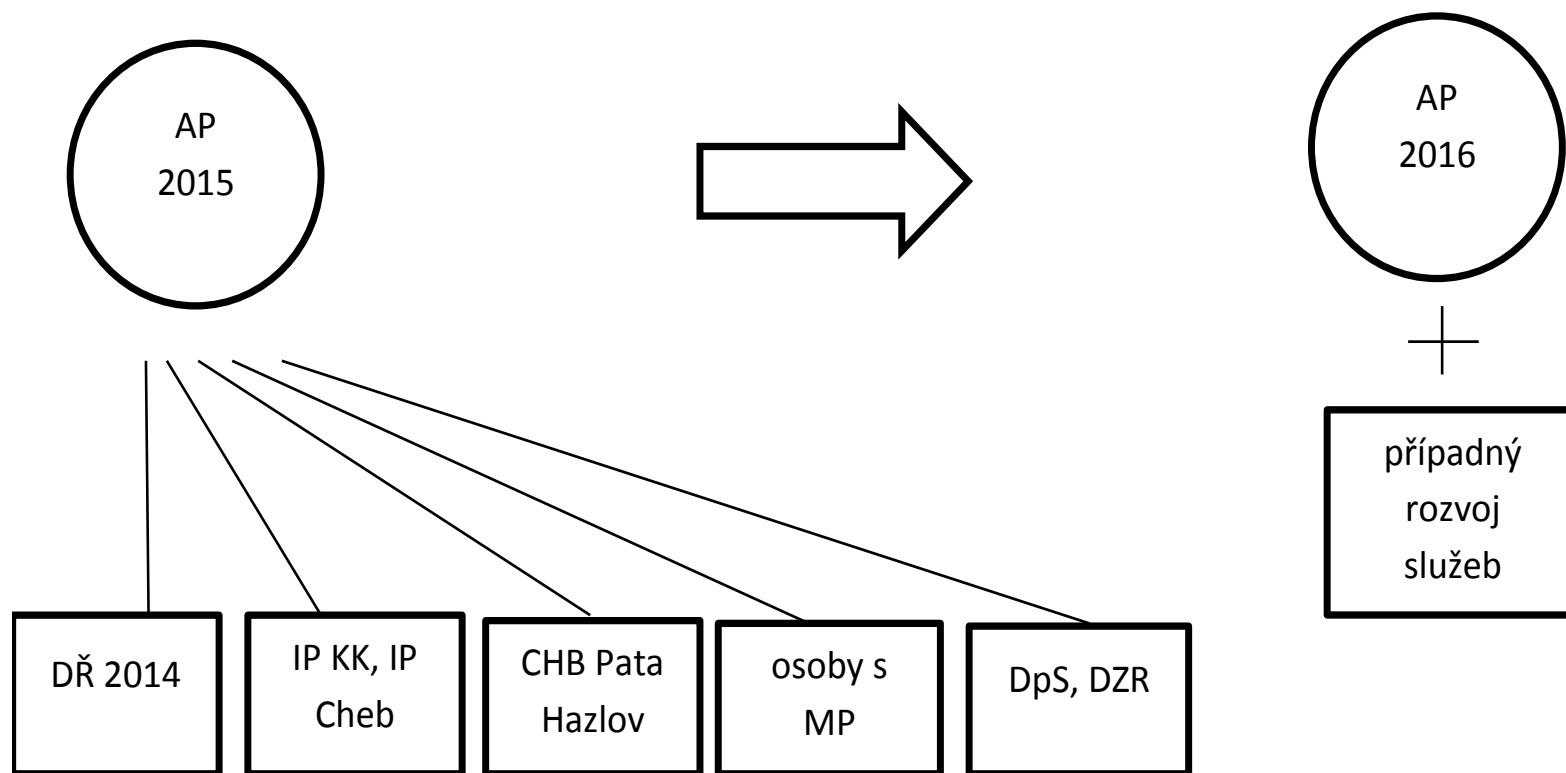 AP
2015
AP
2016
případný
rozvoj
služeb
DŘ 2014
IP KK, IP
Cheb
CHB Pata
Hazlov
osoby s
MP
DpS, DZR